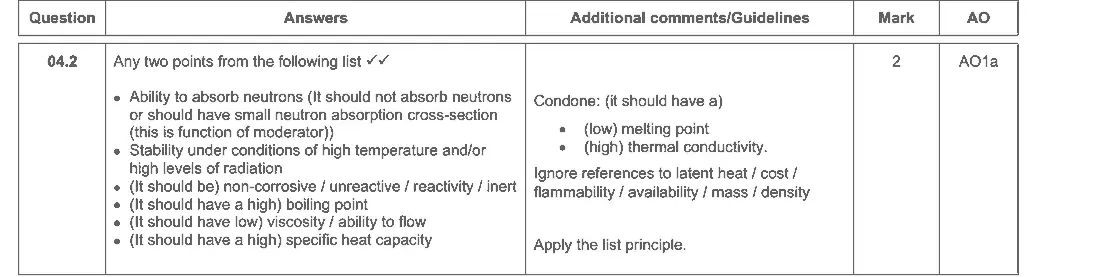 Question Answers Additional comments/Guidelines Mark AO
04.2 Any two points from the following list ✓✓ 2 AO1a
• Ability to absorb neutrons (It should not absorb neutrons
or should have small neutron absorption cross-section
(this is function of moderator))
• Stability under conditions of high temperature and/or
high levels of radiation
• (It should be) non-corrosive / unreactive / reactivity / inert
• (It should have a high) boiling point
• (It should have low) viscosity / ability to flow
• (It should have a high) specific heat capacity
Condone: (it should have a)
• (low) melting point
• (high) thermal conductivity.
Ignore references to latent heat / cost /
flammability / availability / mass / density
Apply the list principle.